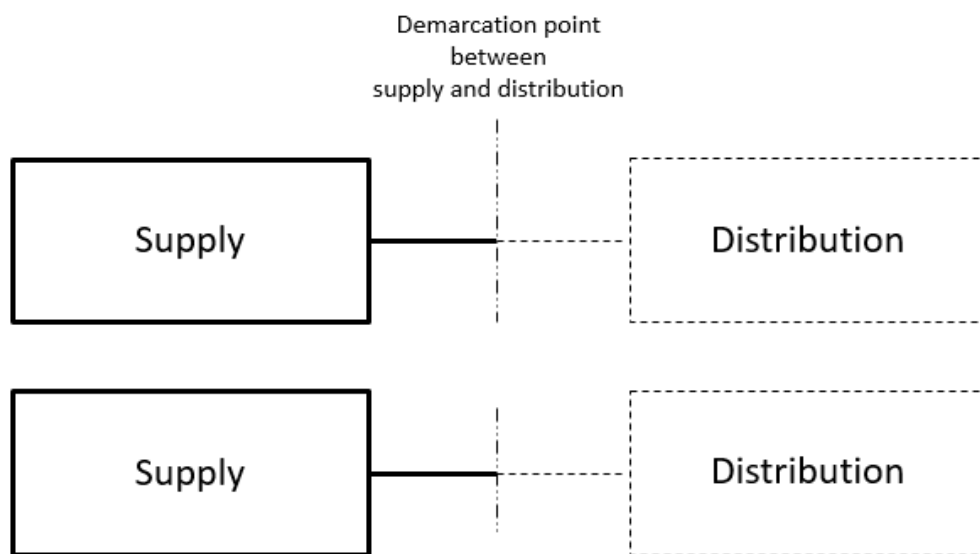 Demarcation point
between
supply and distribution
Supply
Distribution
Supply
Distribution